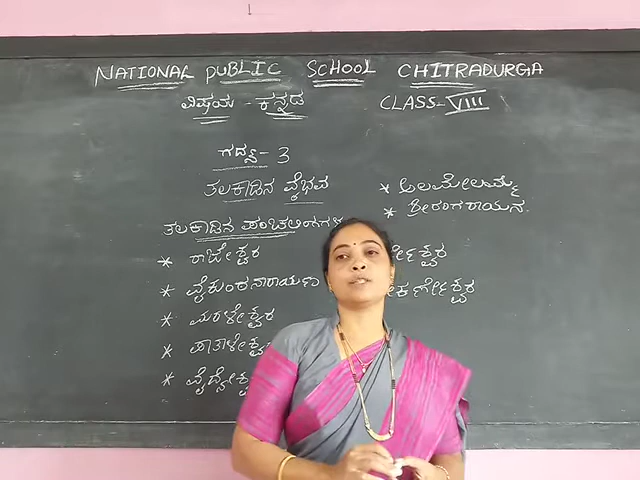 NATIONAL PUBLIC SCHOOL CHITRADURGA
ವಿಷಯ - ಕನ್ನಡ
CLASS-VIII
ಗದ್ಯ - 3
ತಲಕಾಡಿನ ವೈಭವ
* ಅಲಮೇಲಮ್ಮ
* ಶ್ರೀರಂಗರಾಯನ
ತಲಕಾಡಿನ ಪಂಚಲಿಂಗಗಳ
* ರಾಜೇಶ್ವರ
* ವೈಕುಂಠನಾರಾಯಣ
* ಮರಳೇಶ್ವರ
* ಪಾತಾಳೇಶ್ವ
* ವೈದ್ಯೇಶ್ವ